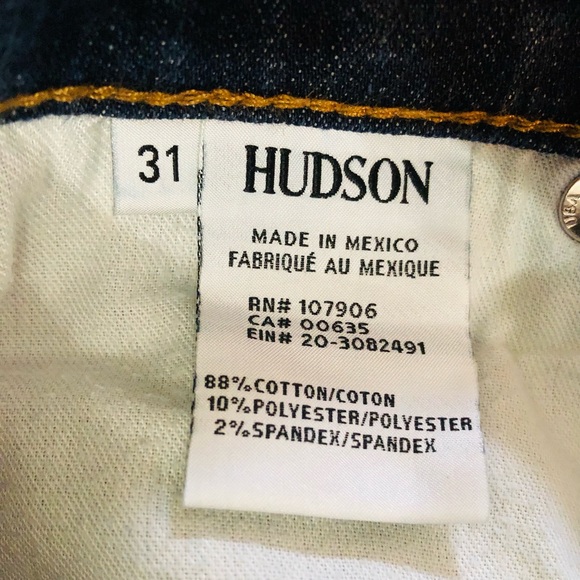 31
HUDSON
MADE IN MEXICO
FABRIQUÉ AU MEXIQUE
RN# 107906
CA# 00635
EIN# 20-3082491
88%COTTON/COTON
10%POLYESTER/POLYESTER
2%SPANDEX/SPANDEX